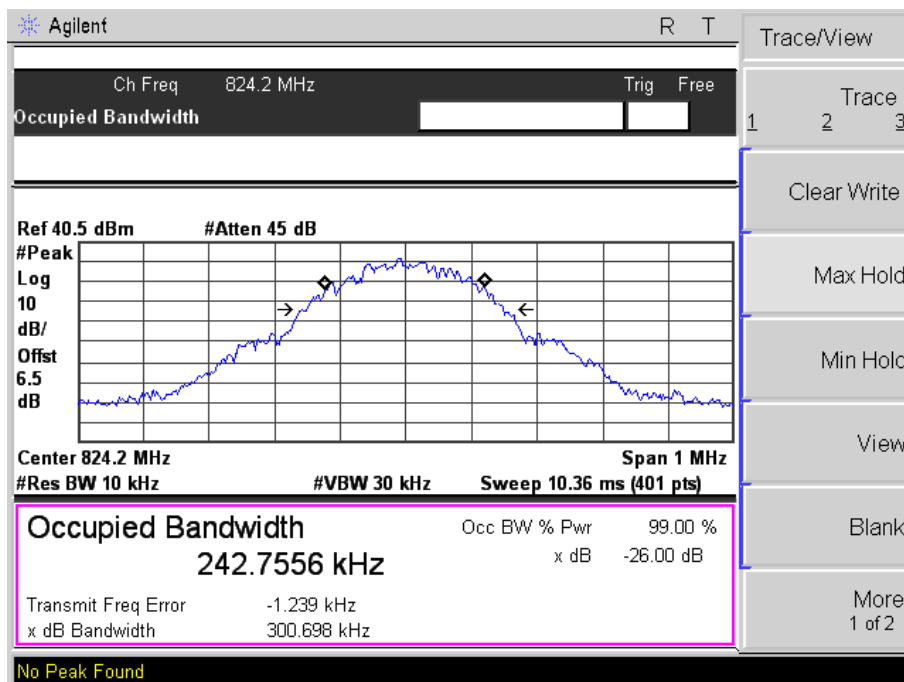 Agilent
R T
Ch Freq 824.2 MHz Trig Free
Occupied Bandwidth
Ref 40.5 dBm #Atten 45 dB
#Peak
Log
10
dB/
Offst
6.5
dB
Center 824.2 MHz Span 1 MHz
#Res BW 10 kHz #VBW 30 kHz Sweep 10.36 ms (401 pts)
Occupied Bandwidth
242.7556 kHz
Occ BW % Pwr 99.00 %
x dB -26.00 dB
Transmit Freq Error -1.239 kHz
x dB Bandwidth 300.698 kHz
No Peak Found
Trace/View
Trace
1 2 3
Clear Write
Max Hold
Min Hold
View
Blank
More
1 of 2